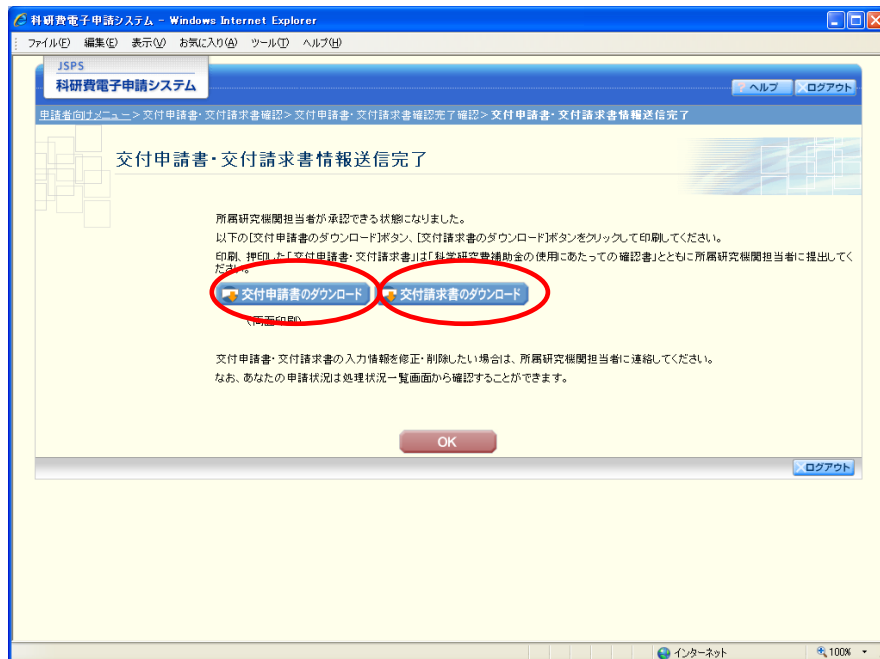 科研費電子申請システム - Windows Internet Explorer
ファイル(F) 編集(E) 表示(V) お気に入り(A) ツール(T) ヘルプ(H)
JSPS
科研費電子申請システム
ヘルプ ログアウト
申請者向けメニュー>交付申請書・交付請求書確認>交付申請書・交付請求書確認完了確認>交付申請書・交付請求書情報送信完了
交付申請書・交付請求書情報送信完了
所属研究機関担当者が承認できる状態になりました。
以下の[交付申請書のダウンロード]ボタン、[交付請求書のダウンロード]ボタンをクリックして印刷してください。
印刷、押印した「交付申請書・交付請求書」は「科学研究費補助金の使用にあたっての確認書」とともに所属研究機関担当者に提出してく
ださい。
交付申請書のダウンロード 交付請求書のダウンロード
(両面印刷)
交付申請書・交付請求書の入力情報を修正・削除したい場合は、所属研究機関担当者に連絡してください。
なお、あなたの申請状況は処理状況一覧画面から確認することができます。
OK
ログアウト
インターネット 100%